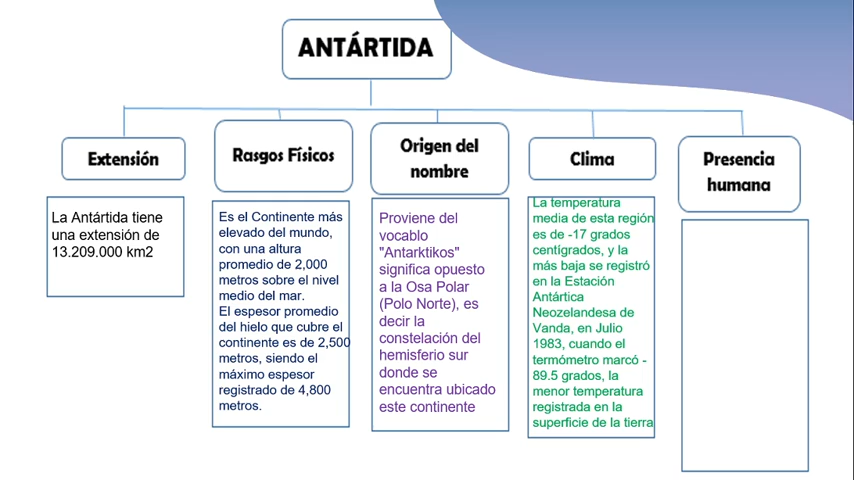 ANTÁRTIDA
Extensión
La Antártida tiene
una extensión de
13.209.000 km2
Rasgos Físicos
Es el Continente más
elevado del mundo,
con una altura
promedio de 2,000
metros sobre el nivel
medio del mar.
El espesor promedio
del hielo que cubre el
continente es de 2,500
metros, siendo el
máximo espesor
registrado de 4,800
metros.
Origen del
nombre
Proviene del
vocablo
"Antarktikos"
significa opuesto
a la Osa Polar
(Polo Norte), es
decir la
constelación del
hemisferio sur
donde se
encuentra ubicado
este continente
Clima
La temperatura
media de esta región
es de -17 grados
centígrados, y la
más baja se registró
en la Estación
Antártica
Neozelandesa de
Vanda, en Julio
1983, cuando el
termómetro marcó -
89.5 grados, la
menor temperatura
registrada en la
superficie de la tierra
Presencia
humana